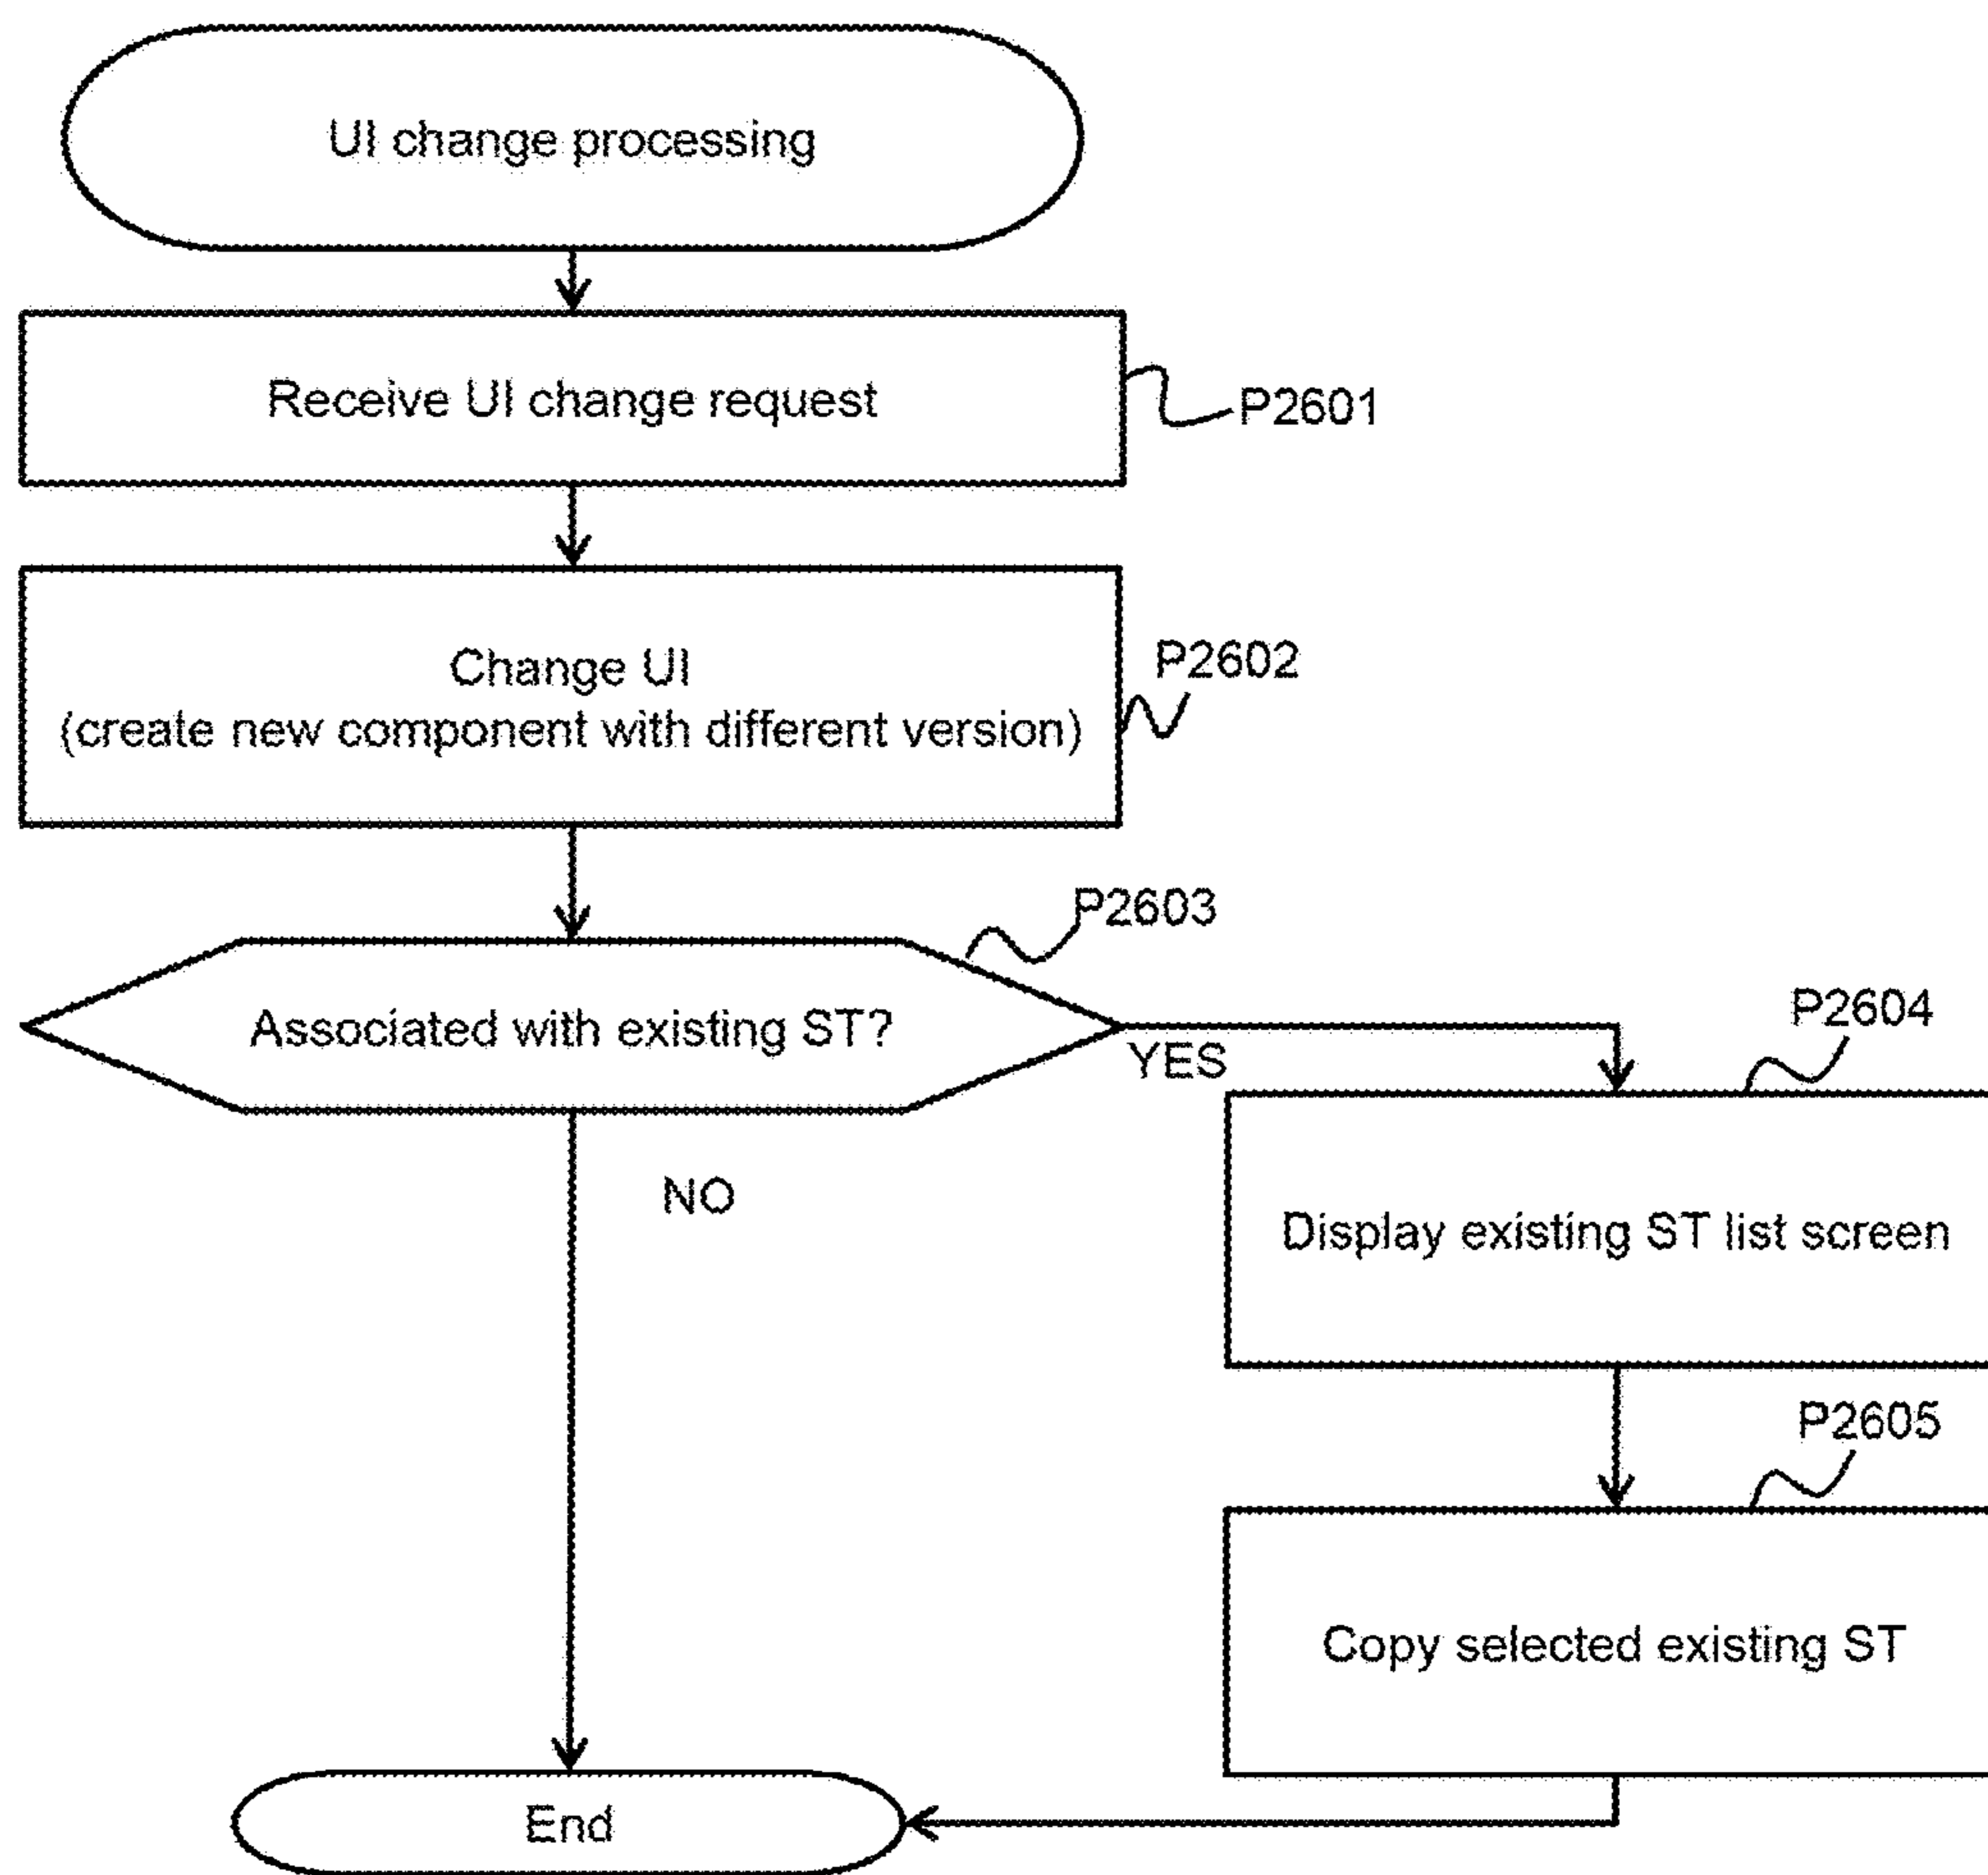 UI change processing
Receive UI change request
P2601
Change UI
(create new component with different version)
P2602
P2603
Associated with existing ST?
YES
NO
P2604
Display existing ST list screen
P2605
Copy selected existing ST
End